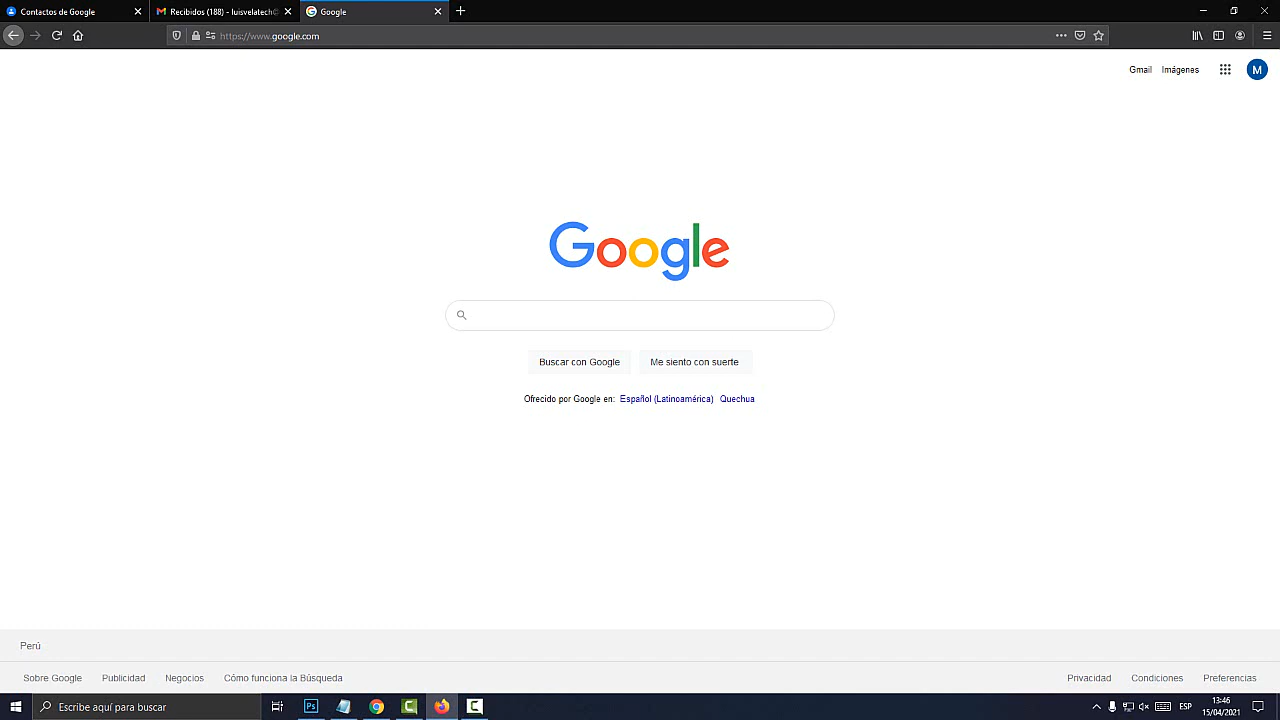 Contactos de Google
Recibidos (188) - luisvelatech©
Google
https://www.google.com
Gmail Imágenes
M
Google
Buscar con Google Me siento con suerte
Ofrecido por Google en: Español (Latinoamérica) Quechua
Perú
Sobre Google Publicidad Negocios Cómo funciona la Búsqueda
Privacidad Condiciones Preferencias
Escribe aquí para buscar
Ps
ESP
13:46
15/04/2021